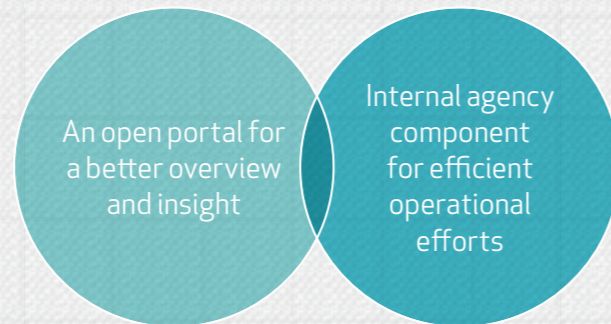 An open portal for
a better overview
and insight
Internal agency
component
for efficient
operational
efforts